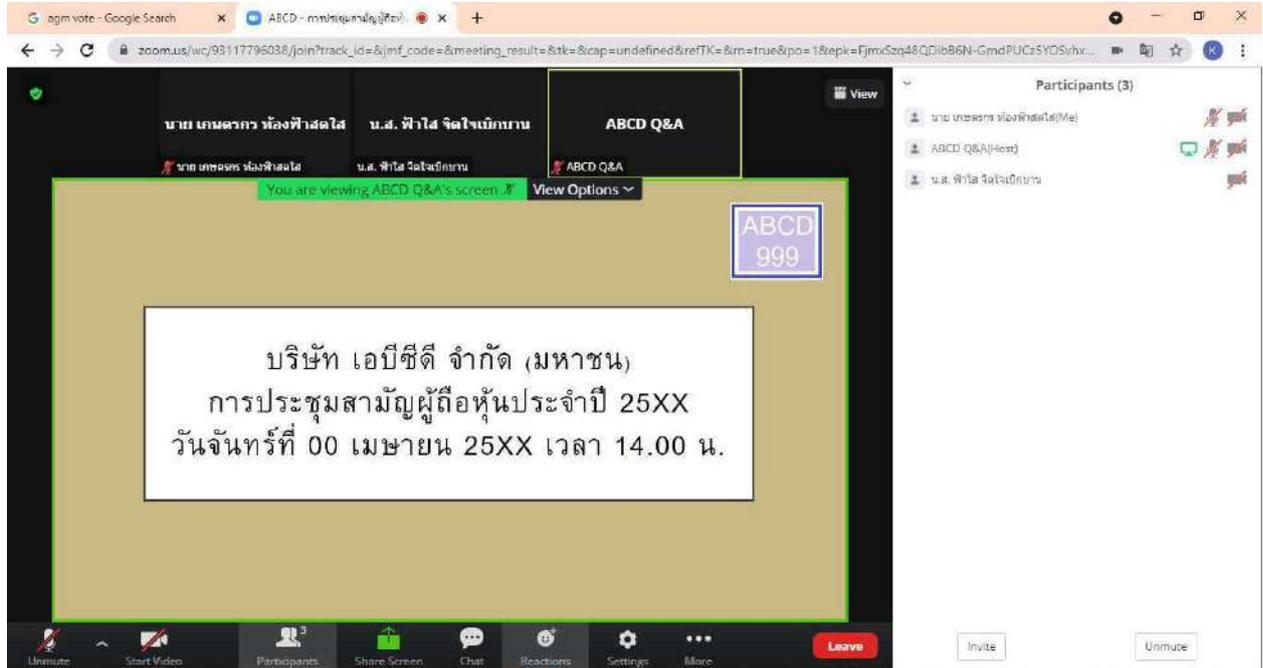 agm vote - Google Search
ABCD - การประชุมสามัญผู้ถือหุ้
zoom.us/wc/93117796038/join?track_id=&jmf_code=&meeting_result=&tk=&cap=undefined&refTK=&m=true&po=1&epk=
View
นาย เกษตรกร ท้องฟ้าสดใส
น.ส. ฟ้าใส จิตใจเบิกบาน
ABCD Q&A
นาย เกษตรกร ท้องฟ้าสดใส
น.ส. ฟ้าใส จิตใจเบิกบาน
ABCD Q&A
You are viewing ABCD Q&A's screen
View Options
ABCD
999
บริษัท เอบีซีดี จำกัด (มหาชน)
การประชุมสามัญผู้ถือหุ้นประจำปี 25XX
วันจันทร์ที่ 00 เมษายน 25XX เวลา 14.00 น.
Participants (3)
นาย เกษตรกร ท้องฟ้าสดใส(Me)
ABCD Q&A(Host)
น.ส. ฟ้าใส จิตใจเบิกบาน
K
Unmute
Start Video
3
Participants
Share Screen
Chat
Reactions
Settings
More
Leave
Invite
Unmute